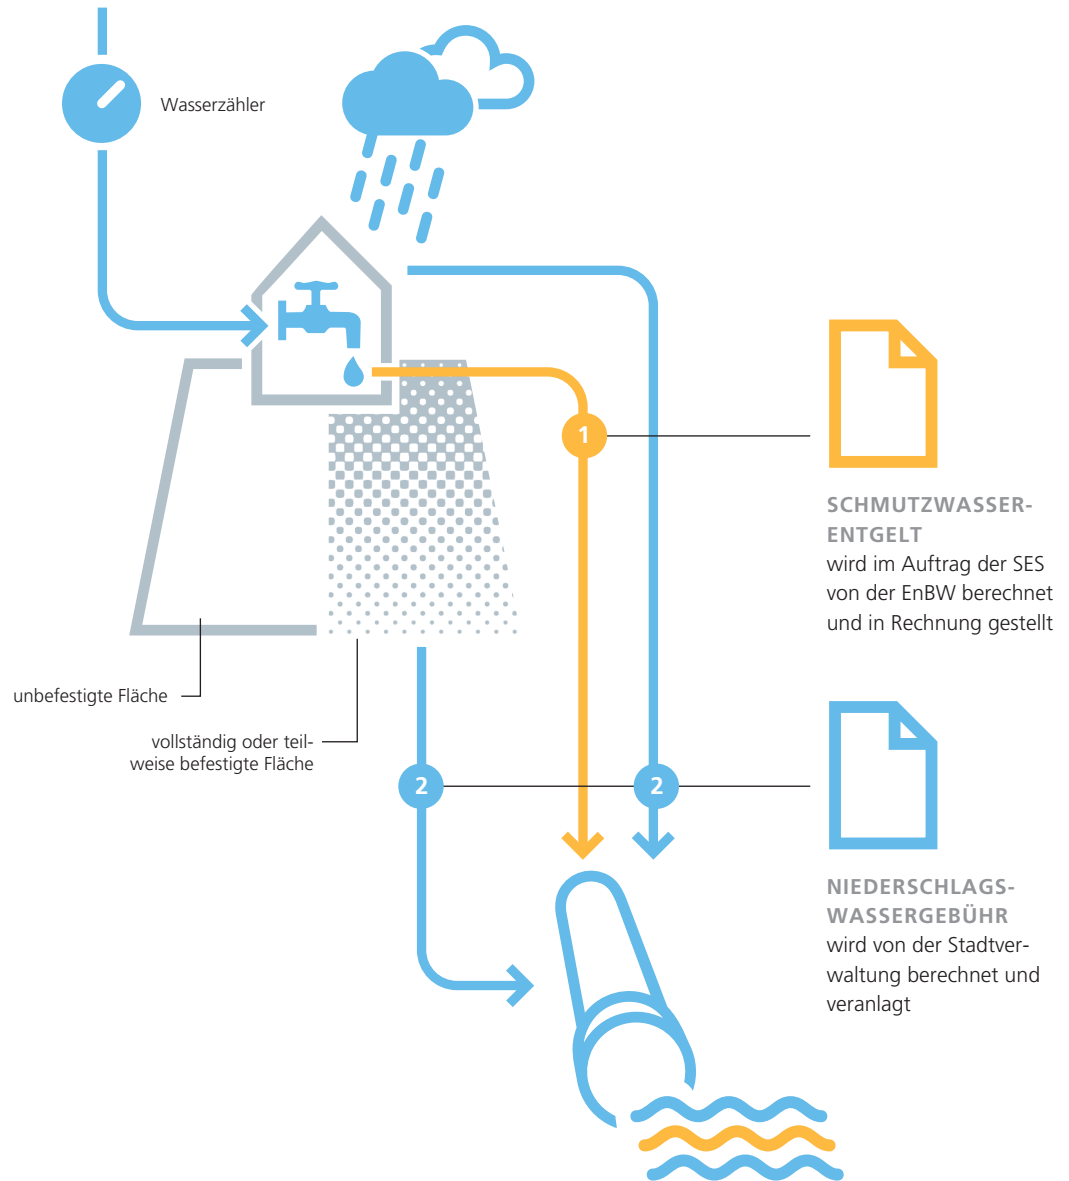 Wasserzähler
1
SCHMUTZWASSER-
ENTGELT
wird im Auftrag der SES
von der EnBW berechnet
und in Rechnung gestellt
unbefestigte Fläche
vollständig oder teil-
weise befestigte Fläche
2
2
NIEDERSCHLAGS-
WASSERGEBÜHR
wird von der Stadtver-
waltung berechnet und
veranlagt